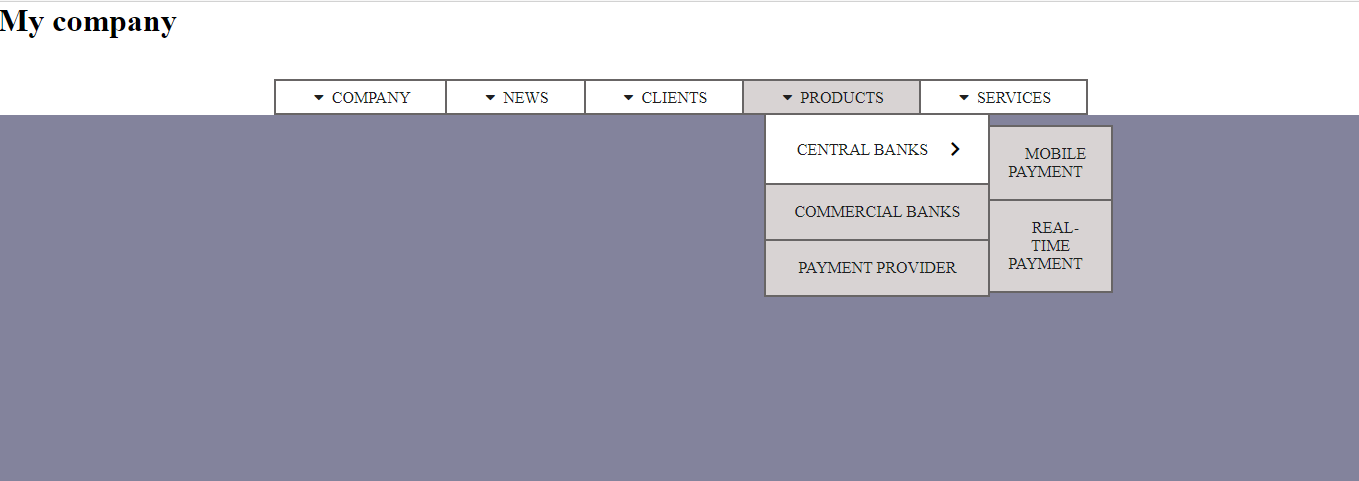 My company
COMPANY
NEWS
CLIENTS
PRODUCTS
SERVICES
CENTRAL BANKS
COMMERCIAL BANKS
PAYMENT PROVIDER
MOBILE
PAYMENT
REAL-
TIME
PAYMENT